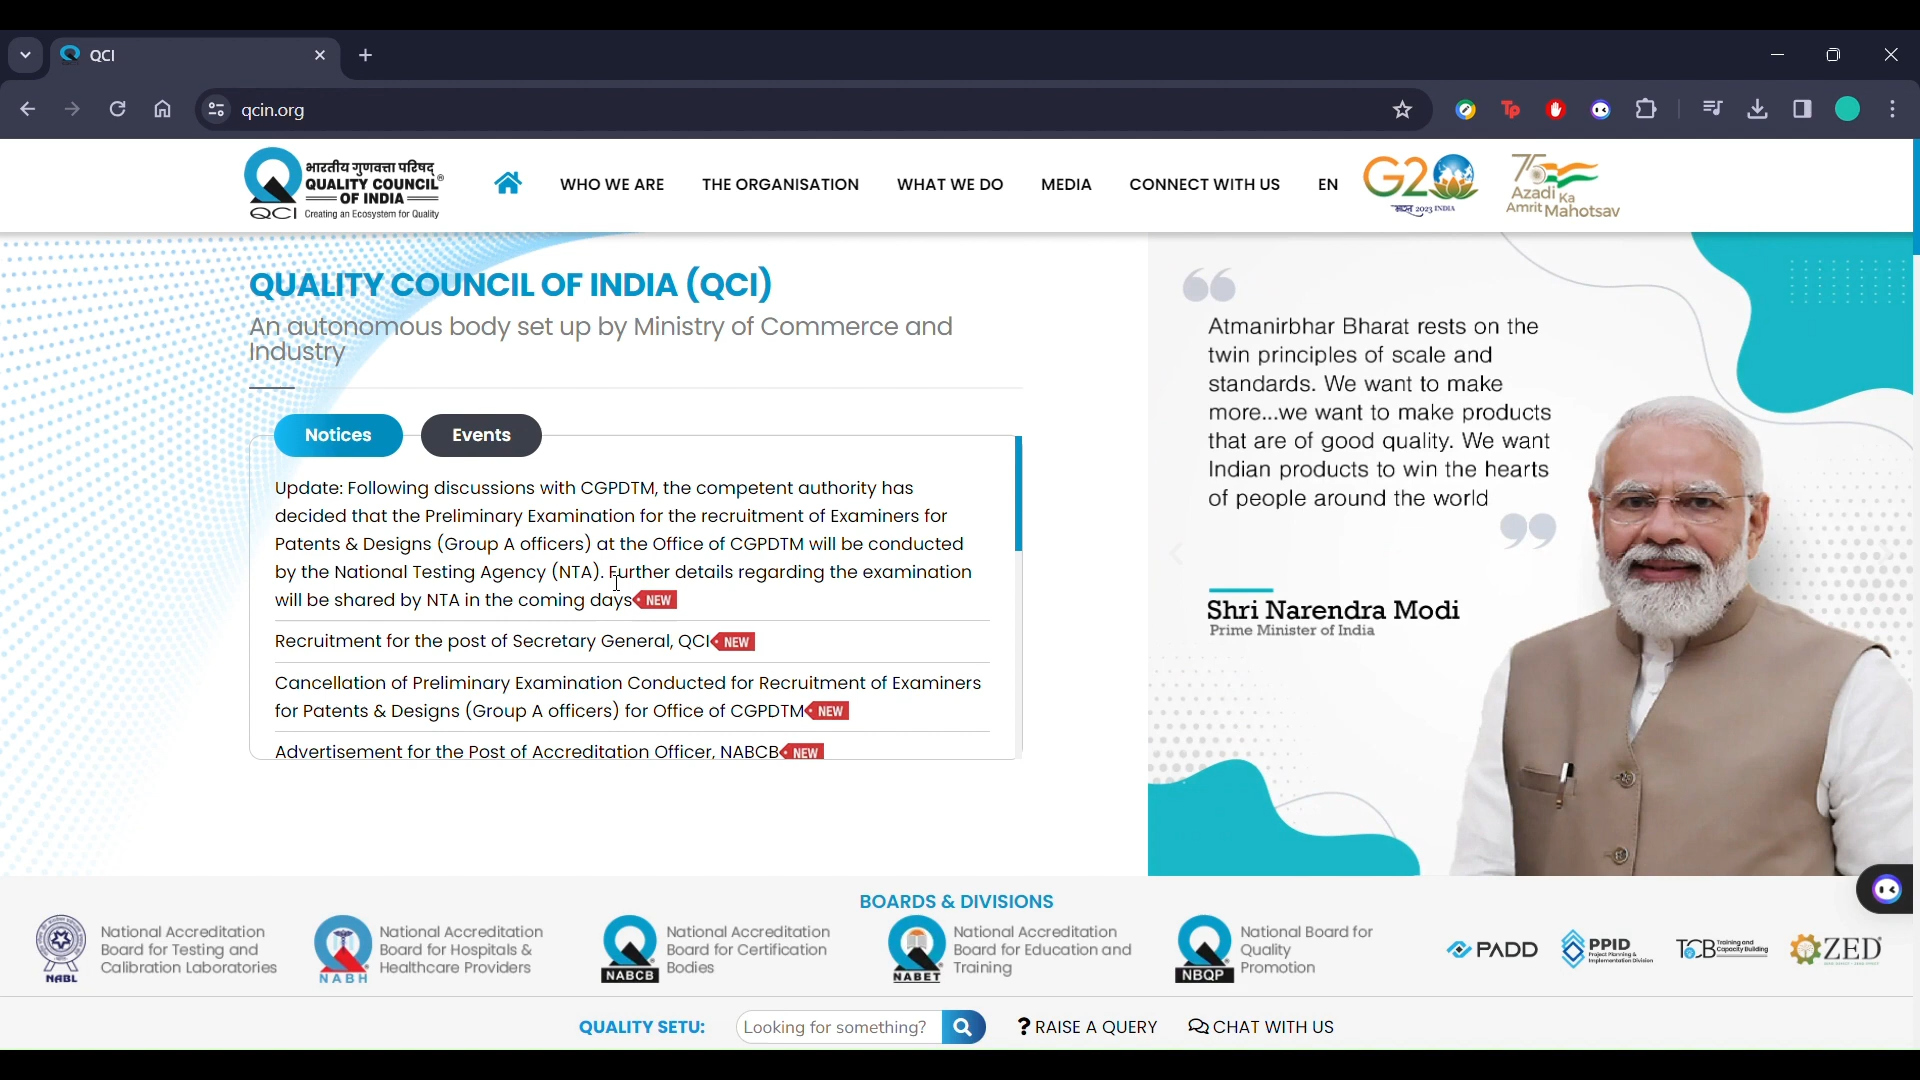 QCI
qcin.org
भारतीय गुणवत्ता परिषद्
QUALITY COUNCIL
OF INDIA
QCI Creating an Ecosystem for Quality
WHO WE ARE
THE ORGANISATION
WHAT WE DO
MEDIA
CONNECT WITH US
EN
G20
भारत 2023 INDIA
75
Azadi Ka
Amrit Mahotsav
QUALITY COUNCIL OF INDIA (QCI)
An autonomous body set up by Ministry of Commerce and
Industry
Notices
Events
Update: Following discussions with CGPDTM, the competent authority has
decided that the Preliminary Examination for the recruitment of Examiners for
Patents & Designs (Group A officers) at the Office of CGPDTM will be conducted
by the National Testing Agency (NTA). Further details regarding the examination
will be shared by NTA in the coming days NEW
Recruitment for the post of Secretary General, QCI NEW
Cancellation of Preliminary Examination Conducted for Recruitment of Examiners
for Patents & Designs (Group A officers) for Office of CGPDTM NEW
Advertisement for the Post of Accreditation Officer, NABCB NEW
Atmanirbhar Bharat rests on the
twin principles of scale and
standards. We want to make
more...we want to make products
that are of good quality. We want
Indian products to win the hearts
of people around the world
Shri Narendra Modi
Prime Minister of India
BOARDS & DIVISIONS
NABL
National Accreditation
Board for Testing and
Calibration Laboratories
NABH
National Accreditation
Board for Hospitals &
Healthcare Providers
NABCB
National Accreditation
Board for Certification
Bodies
NABET
National Accreditation
Board for Education and
Training
NBQP
National Board for
Quality
Promotion
PADD
PPID
Project Planning &
Implementation Division
TCB Training and
Capacity Building
ZED
QUALITY SETU:
Looking for something?
? RAISE A QUERY
CHAT WITH US